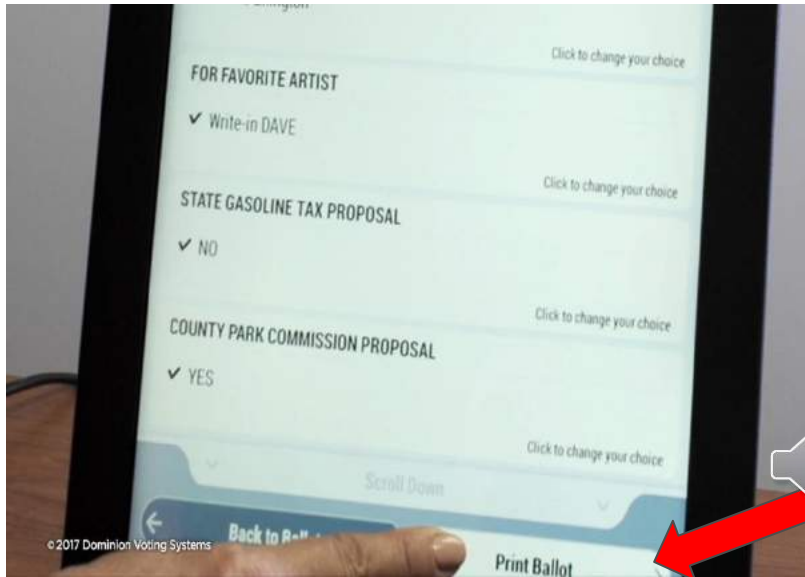 Click to change your choice
FOR FAVORITE ARTIST
✔ Write-in DAVE
Click to change your choice
STATE GASOLINE TAX PROPOSAL
✔ NO
Click to change your choice
COUNTY PARK COMMISSION PROPOSAL
✔ YES
Click to change your choice
Scroll Down
Back to
Print Ballot
© 2017 Dominion Voting Systems